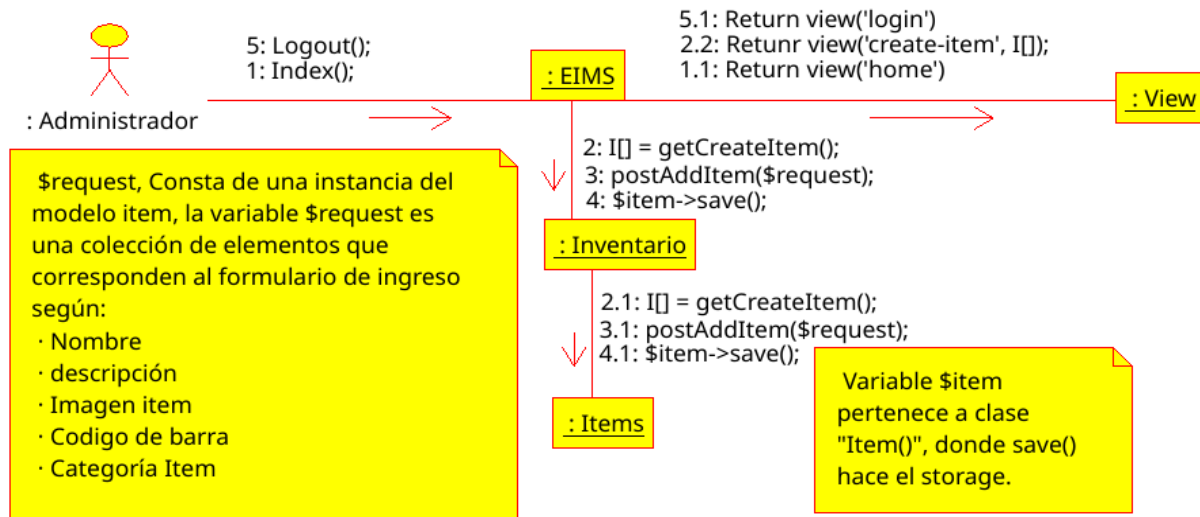 5: Logout();
1: Index();
5.1: Return view('login')
2.2: Retunr view('create-item', I[]);
1.1: Return view('home')
: EIMS
: View
: Administrador
2: I[] = getCreateItem();
3: postAddItem($request);
4: $item->save();
: Inventario
$request, Consta de una instancia del
modelo item, la variable $request es
una colección de elementos que
corresponden al formulario de ingreso
según:
· Nombre
· descripción
· Imagen item
· Codigo de barra
· Categoría Item
2.1: I[] = getCreateItem();
3.1: postAddItem($request);
4.1: $item->save();
: Items
Variable $item
pertenece a clase
"Item()", donde save()
hace el storage.